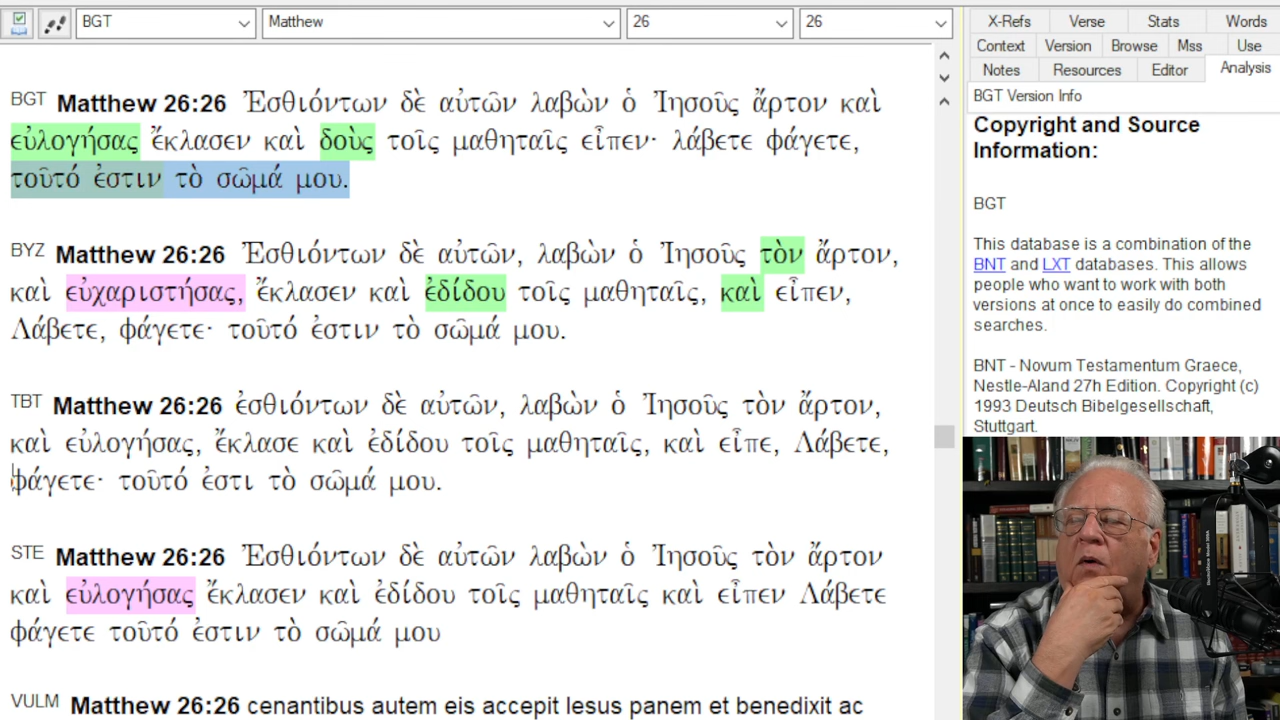 BGT
Matthew
26
26
BGT Matthew 26:26 Ἐσθιόντων δὲ αὐτῶν λαβὼν ὁ Ἰησοῦς ἄρτον καὶ
εὐλογήσας ἔκλασεν καὶ δοὺς τοῖς μαθηταῖς εἶπεν· λάβετε φάγετε,
τοῦτό ἐστιν τὸ σῶμά μου.
BYZ Matthew 26:26 Ἐσθιόντων δὲ αὐτῶν, λαβὼν ὁ Ἰησοῦς τὸν ἄρτον,
καὶ εὐχαριστήσας, ἔκλασεν καὶ ἐδίδου τοῖς μαθηταῖς, καὶ εἶπεν,
Λάβετε, φάγετε· τοῦτό ἐστιν τὸ σῶμά μου.
TBT Matthew 26:26 ἐσθιόντων δὲ αὐτῶν, λαβὼν ὁ Ἰησοῦς τὸν ἄρτον,
καὶ εὐλογήσας, ἔκλασε καὶ ἐδίδου τοῖς μαθηταῖς, καὶ εἶπε, Λάβετε,
φάγετε· τοῦτό ἐστι τὸ σῶμά μου.
STE Matthew 26:26 Ἐσθιόντων δὲ αὐτῶν λαβὼν ὁ Ἰησοῦς τὸν ἄρτον
καὶ εὐλογήσας ἔκλασεν καὶ ἐδίδου τοῖς μαθηταῖς καὶ εἶπεν Λάβετε
φάγετε τοῦτό ἐστιν τὸ σῶμά μου
VULM Matthew 26:26 cenantibus autem eis accepit Iesus panem et benedixit ac
X-Refs Verse Stats Words
Context Version Browse Mss Use
Notes Resources Editor Analysis
BGT Version Info
Copyright and Source
Information:
BGT
This database is a combination of the
BNT and LXT databases. This allows
people who want to work with both
versions at once to easily do combined
searches.
BNT - Novum Testamentum Graece,
Nestle-Aland 27h Edition. Copyright (c)
1993 Deutsch Bibelgesellschaft,
Stuttgart.